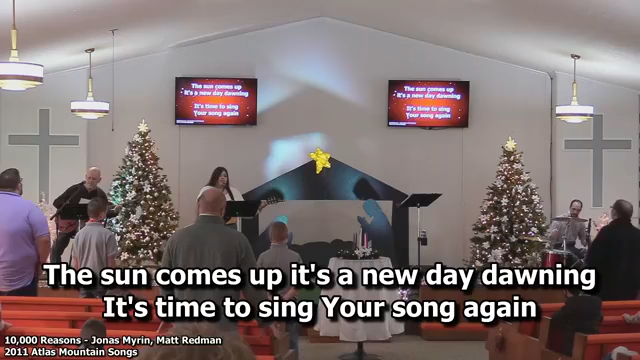 The sun comes up
It's a new day dawning
It's time to sing
Your song again
The sun comes up
It's a new day dawning
It's time to sing
Your song again
The sun comes up it's a new day dawning
It's time to sing Your song again
10,000 Reasons - Jonas Myrin, Matt Redman
2011 Atlas Mountain Songs